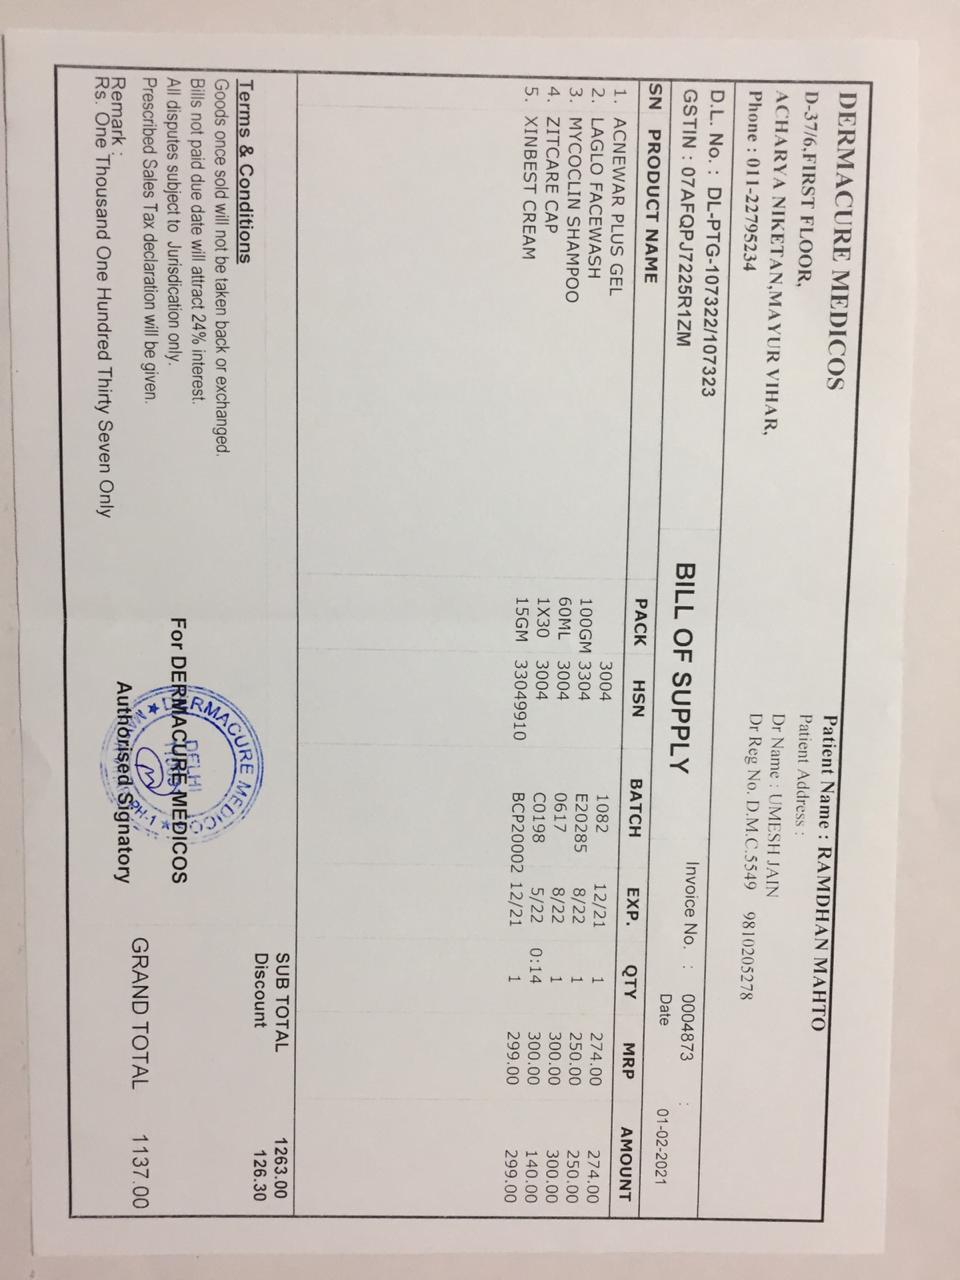 DERMACURE MEDICOS
D-37/6,FIRST FLOOR,
ACHARYA NIKETAN,MAYUR VIHAR,
Phone : 011-22795234
Patient Name : RAMDHAN MAHTO
Patient Address :
Dr Name : UMESH JAIN
Dr Reg No. D.M.C.5549 9810205278
D.L. No. : DL-PTG-107322/107323
GSTIN : 07AFQPJ7225R1ZM
BILL OF SUPPLY
Invoice No. : 0004873 :
Date 01-02-2021
SN PRODUCT NAME PACK HSN BATCH EXP. QTY MRP AMOUNT
1. ACNEWAR PLUS GEL 3004 1082 12/21 1 274.00 274.00
2. LAGLO FACEWASH 100GM 3304 E20285 8/22 1 250.00 250.00
3. MYCOCLIN SHAMPOO 60ML 3004 0617 8/22 1 300.00 300.00
4. ZITCARE CAP 1X30 3004 C0198 5/22 0:14 300.00 140.00
5. XINBEST CREAM 15GM 33049910 BCP20002 12/21 1 299.00 299.00
SUB TOTAL 1263.00
Discount 126.30
Terms & Conditions
Goods once sold will not be taken back or exchanged.
Bills not paid due date will attract 24% interest.
All disputes subject to Jurisdication only.
Prescribed Sales Tax declaration will be given.
For DERMACURE MEDICOS
Authorised Signatory
DERMACURE MEDICOS
DELHI
GRAND TOTAL 1137.00
Remark :
Rs. One Thousand One Hundred Thirty Seven Only